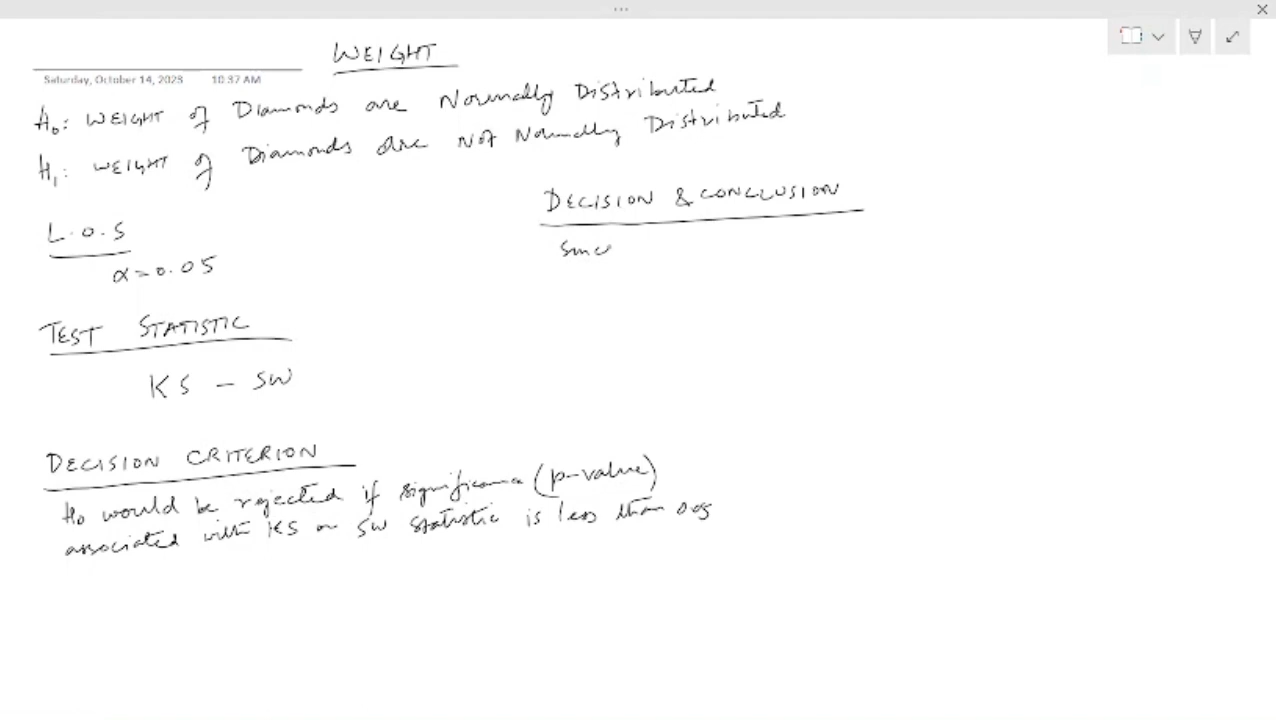 WEIGHT
Saturday, October 14, 2023 10:37 AM
H₀: WEIGHT of Diamonds are Normally Distributed
H₁: WEIGHT of Diamonds are Not Normally Distributed
L.O.S
α=0.05
TEST STATISTIC
KS – SW
DECISION CRITERION
H₀ would be rejected if significance (p-value)
associated with KS or SW statistic is less than 0.05
DECISION & CONCLUSION
Sinc